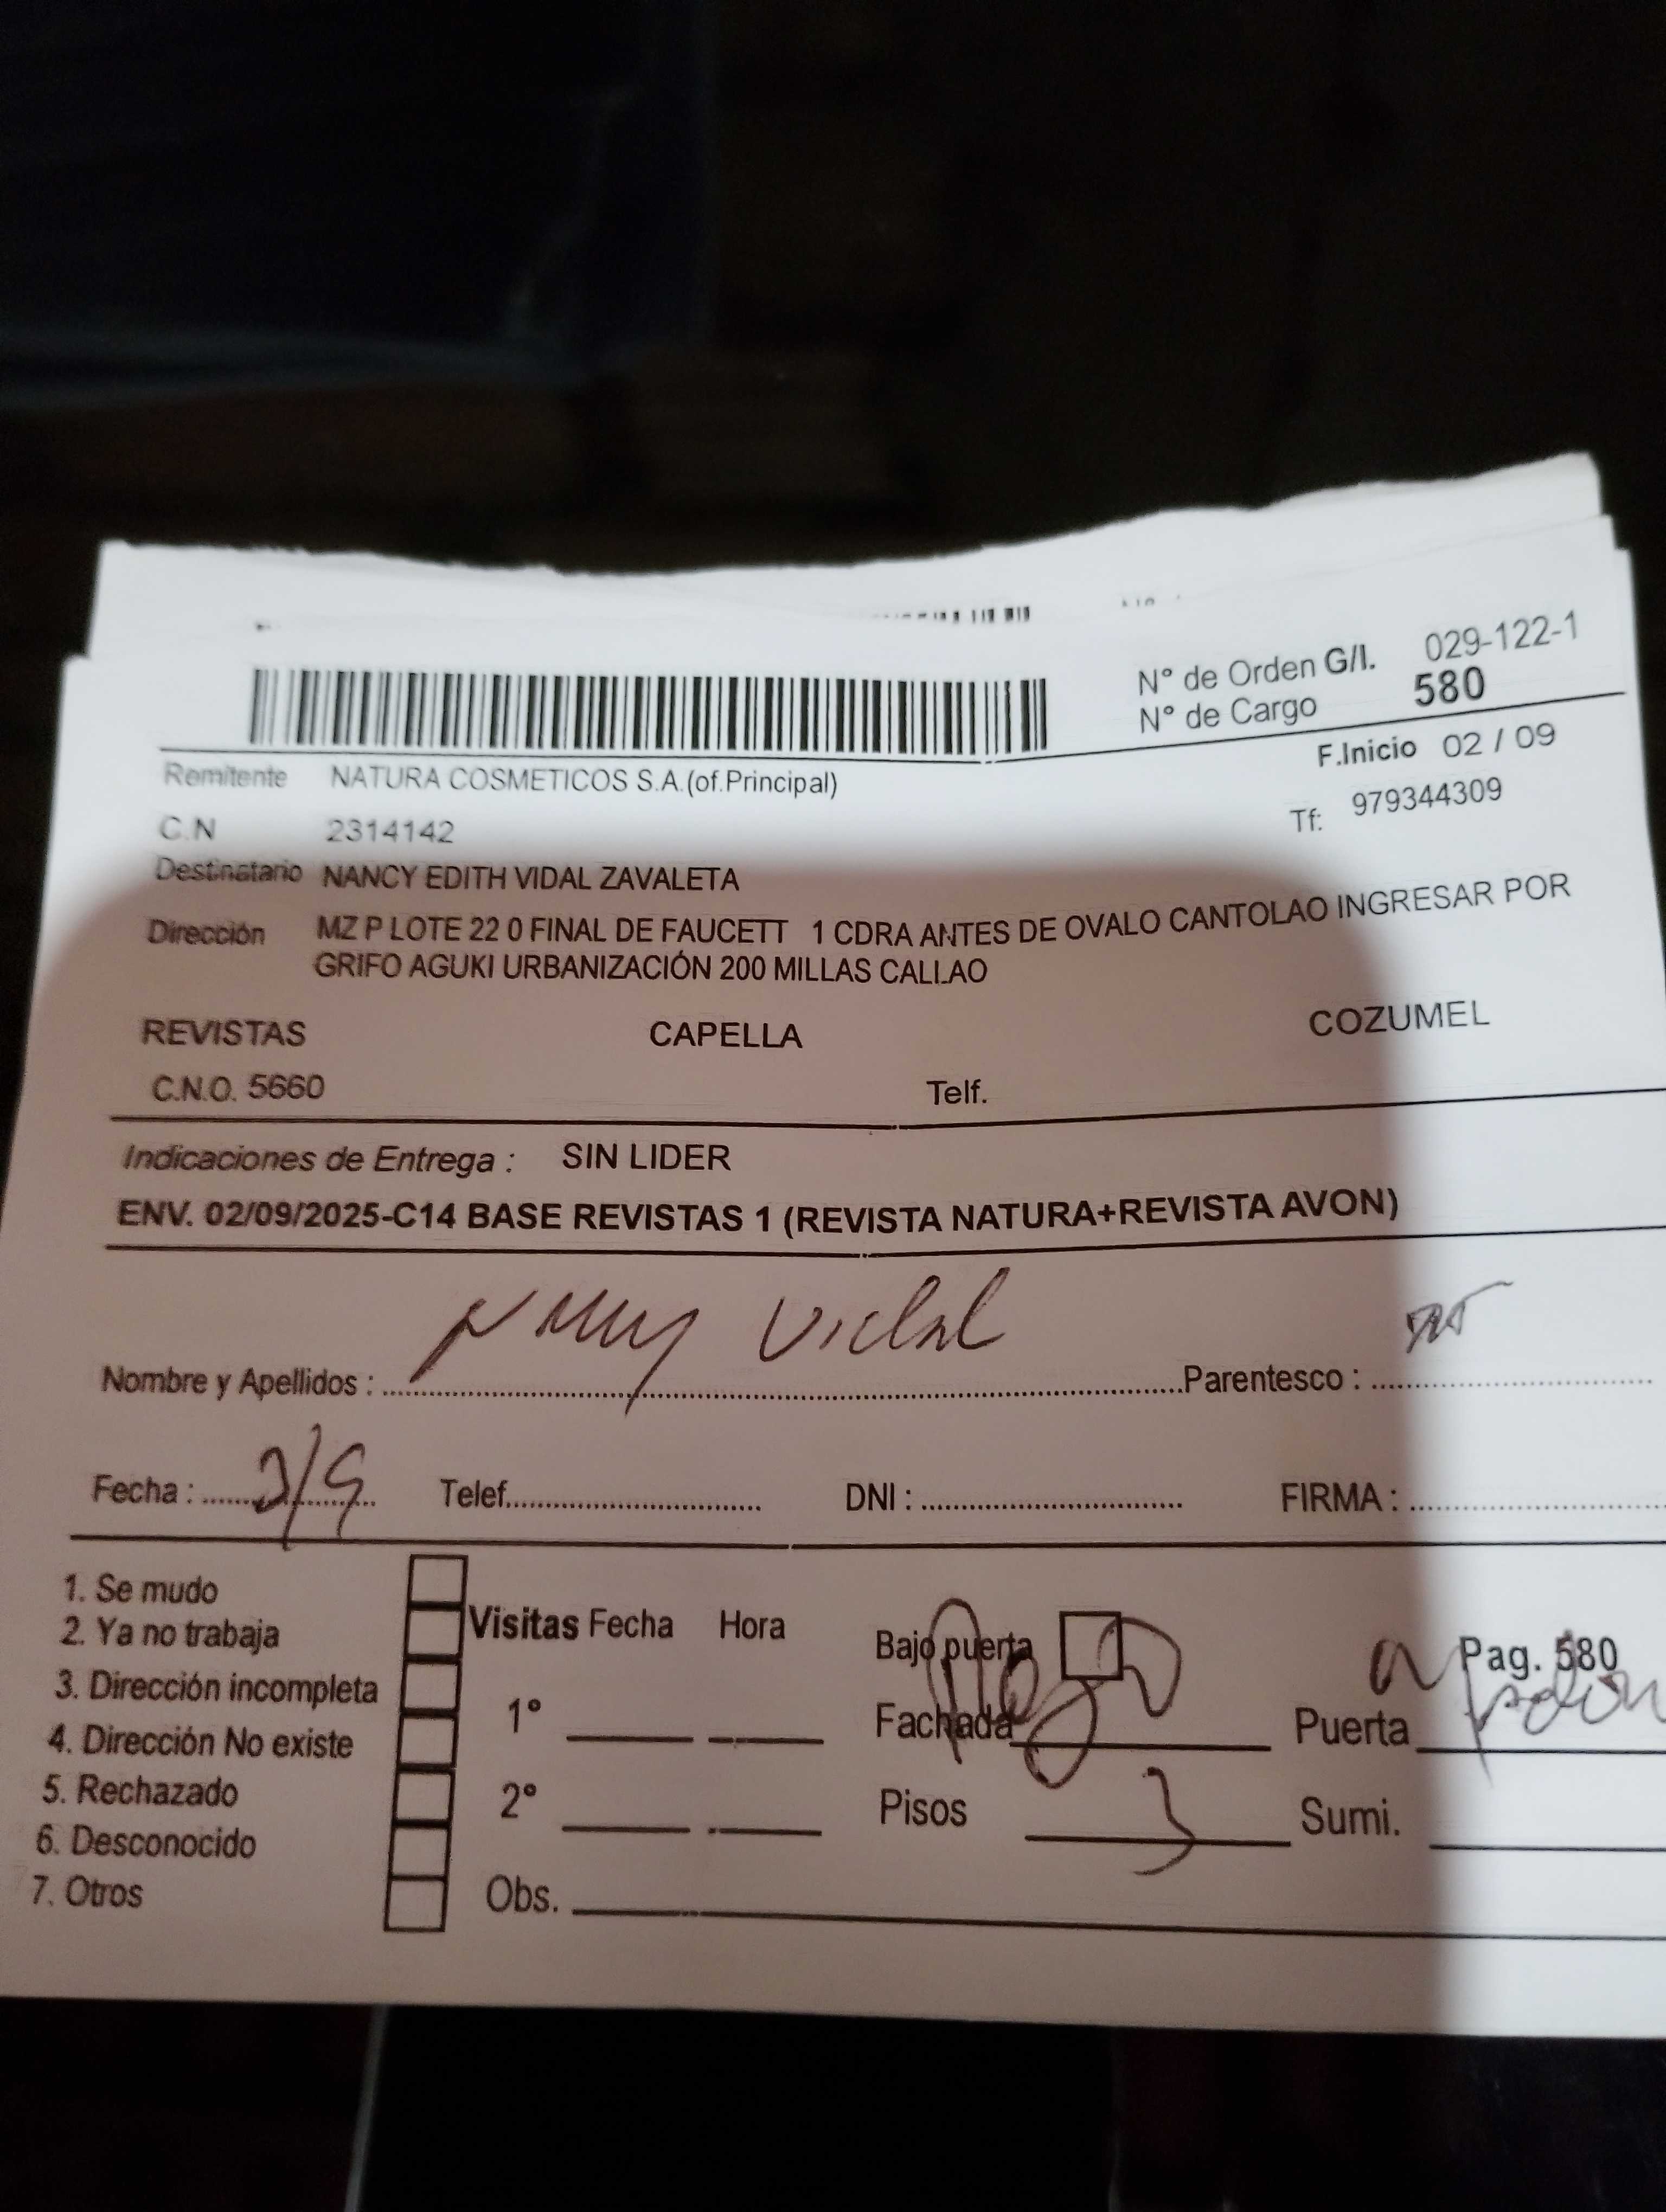 N° de Orden G/I. 029-122-1
N° de Cargo 580
F.Inicio 02 / 09
Remitente NATURA COSMETICOS S.A.(of.Principal)
Tf: 979344309
C.N 2314142
Destinatario NANCY EDITH VIDAL ZAVALETA
Dirección MZ P LOTE 22 0 FINAL DE FAUCETT 1 CDRA ANTES DE OVALO CANTOLAO INGRESAR POR
GRIFO AGUKI URBANIZACIÓN 200 MILLAS CALLAO
REVISTAS CAPELLA COZUMEL
C.N.O. 5660 Telf.
Indicaciones de Entrega : SIN LIDER
ENV. 02/09/2025-C14 BASE REVISTAS 1 (REVISTA NATURA+REVISTA AVON)
Nombre y Apellidos : Nancy Vidal Parentesco :
Fecha : 2/9 Telef. DNI : FIRMA :
1. Se mudo
2. Ya no trabaja
3. Dirección incompleta
4. Dirección No existe
5. Rechazado
6. Desconocido
7. Otros
Visitas Fecha Hora
1°
2°
Obs.
Bajo puerta
Fachada
Pisos 3
Pag. 580
Puerta
Sumi.